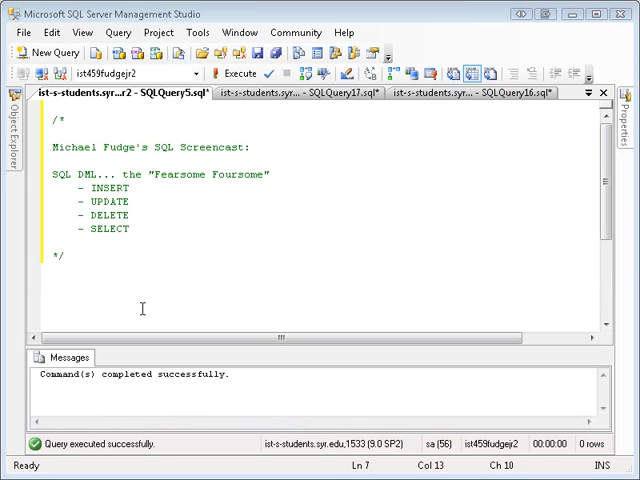 Microsoft SQL Server Management Studio
File Edit View Query Project Tools Window Community Help
New Query
ist459fudgejr2 Execute
ist-s-students.syr....r2 - SQLQuery5.sql* ist-s-students.syr... - SQLQuery17.sql* ist-s-students.syr... - SQLQuery16.sql*
Object Explorer
Properties
/*
Michael Fudge's SQL Screencast:
SQL DML... the "Fearsome Foursome"
- INSERT
- UPDATE
- DELETE
- SELECT
*/
Messages
Command(s) completed successfully.
Query executed successfully. ist-s-students.syr.edu,1533 (9.0 SP2) sa (56) ist459fudgejr2 00:00:00 0 rows
Ready Ln 7 Col 13 Ch 10 INS